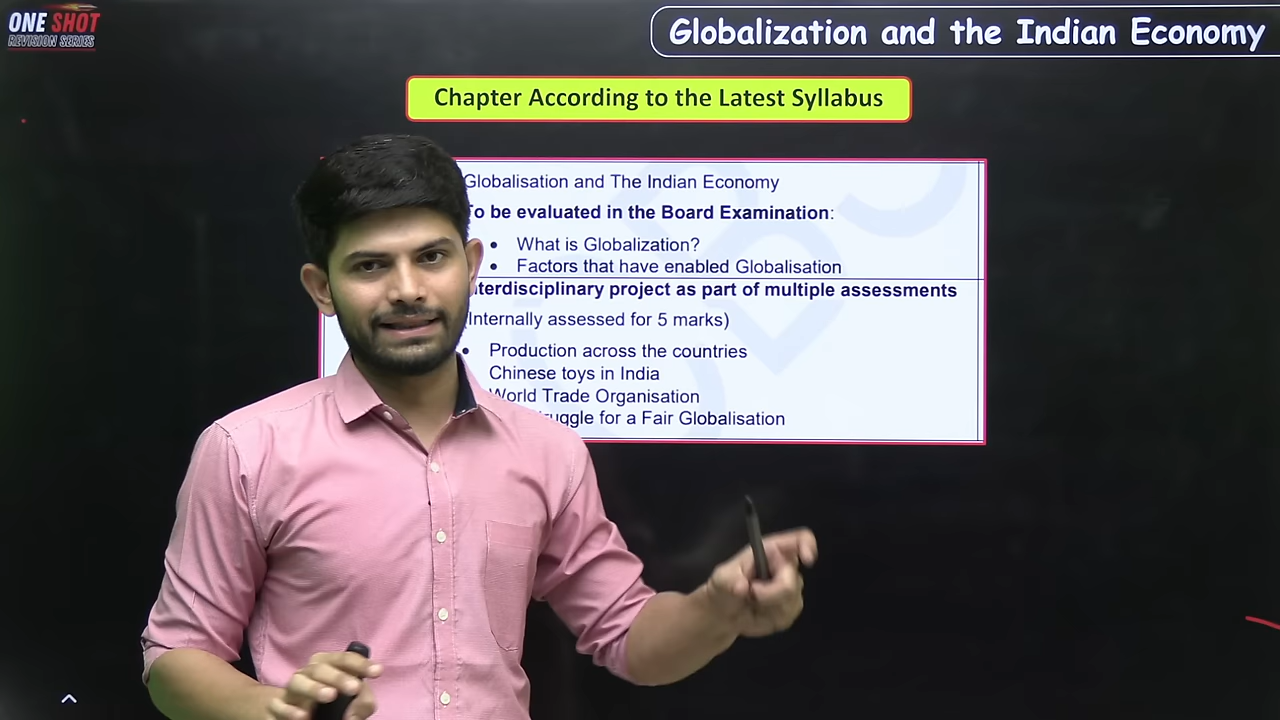 ONE SHOT
REVISION SERIES
Globalization and the Indian Economy
Chapter According to the Latest Syllabus
Globalisation and The Indian Economy
To be evaluated in the Board Examination:
• What is Globalization?
• Factors that have enabled Globalisation
Interdisciplinary project as part of multiple assessments
(Internally assessed for 5 marks)
• Production across the countries
Chinese toys in India
World Trade Organisation
for a Fair Globalisation